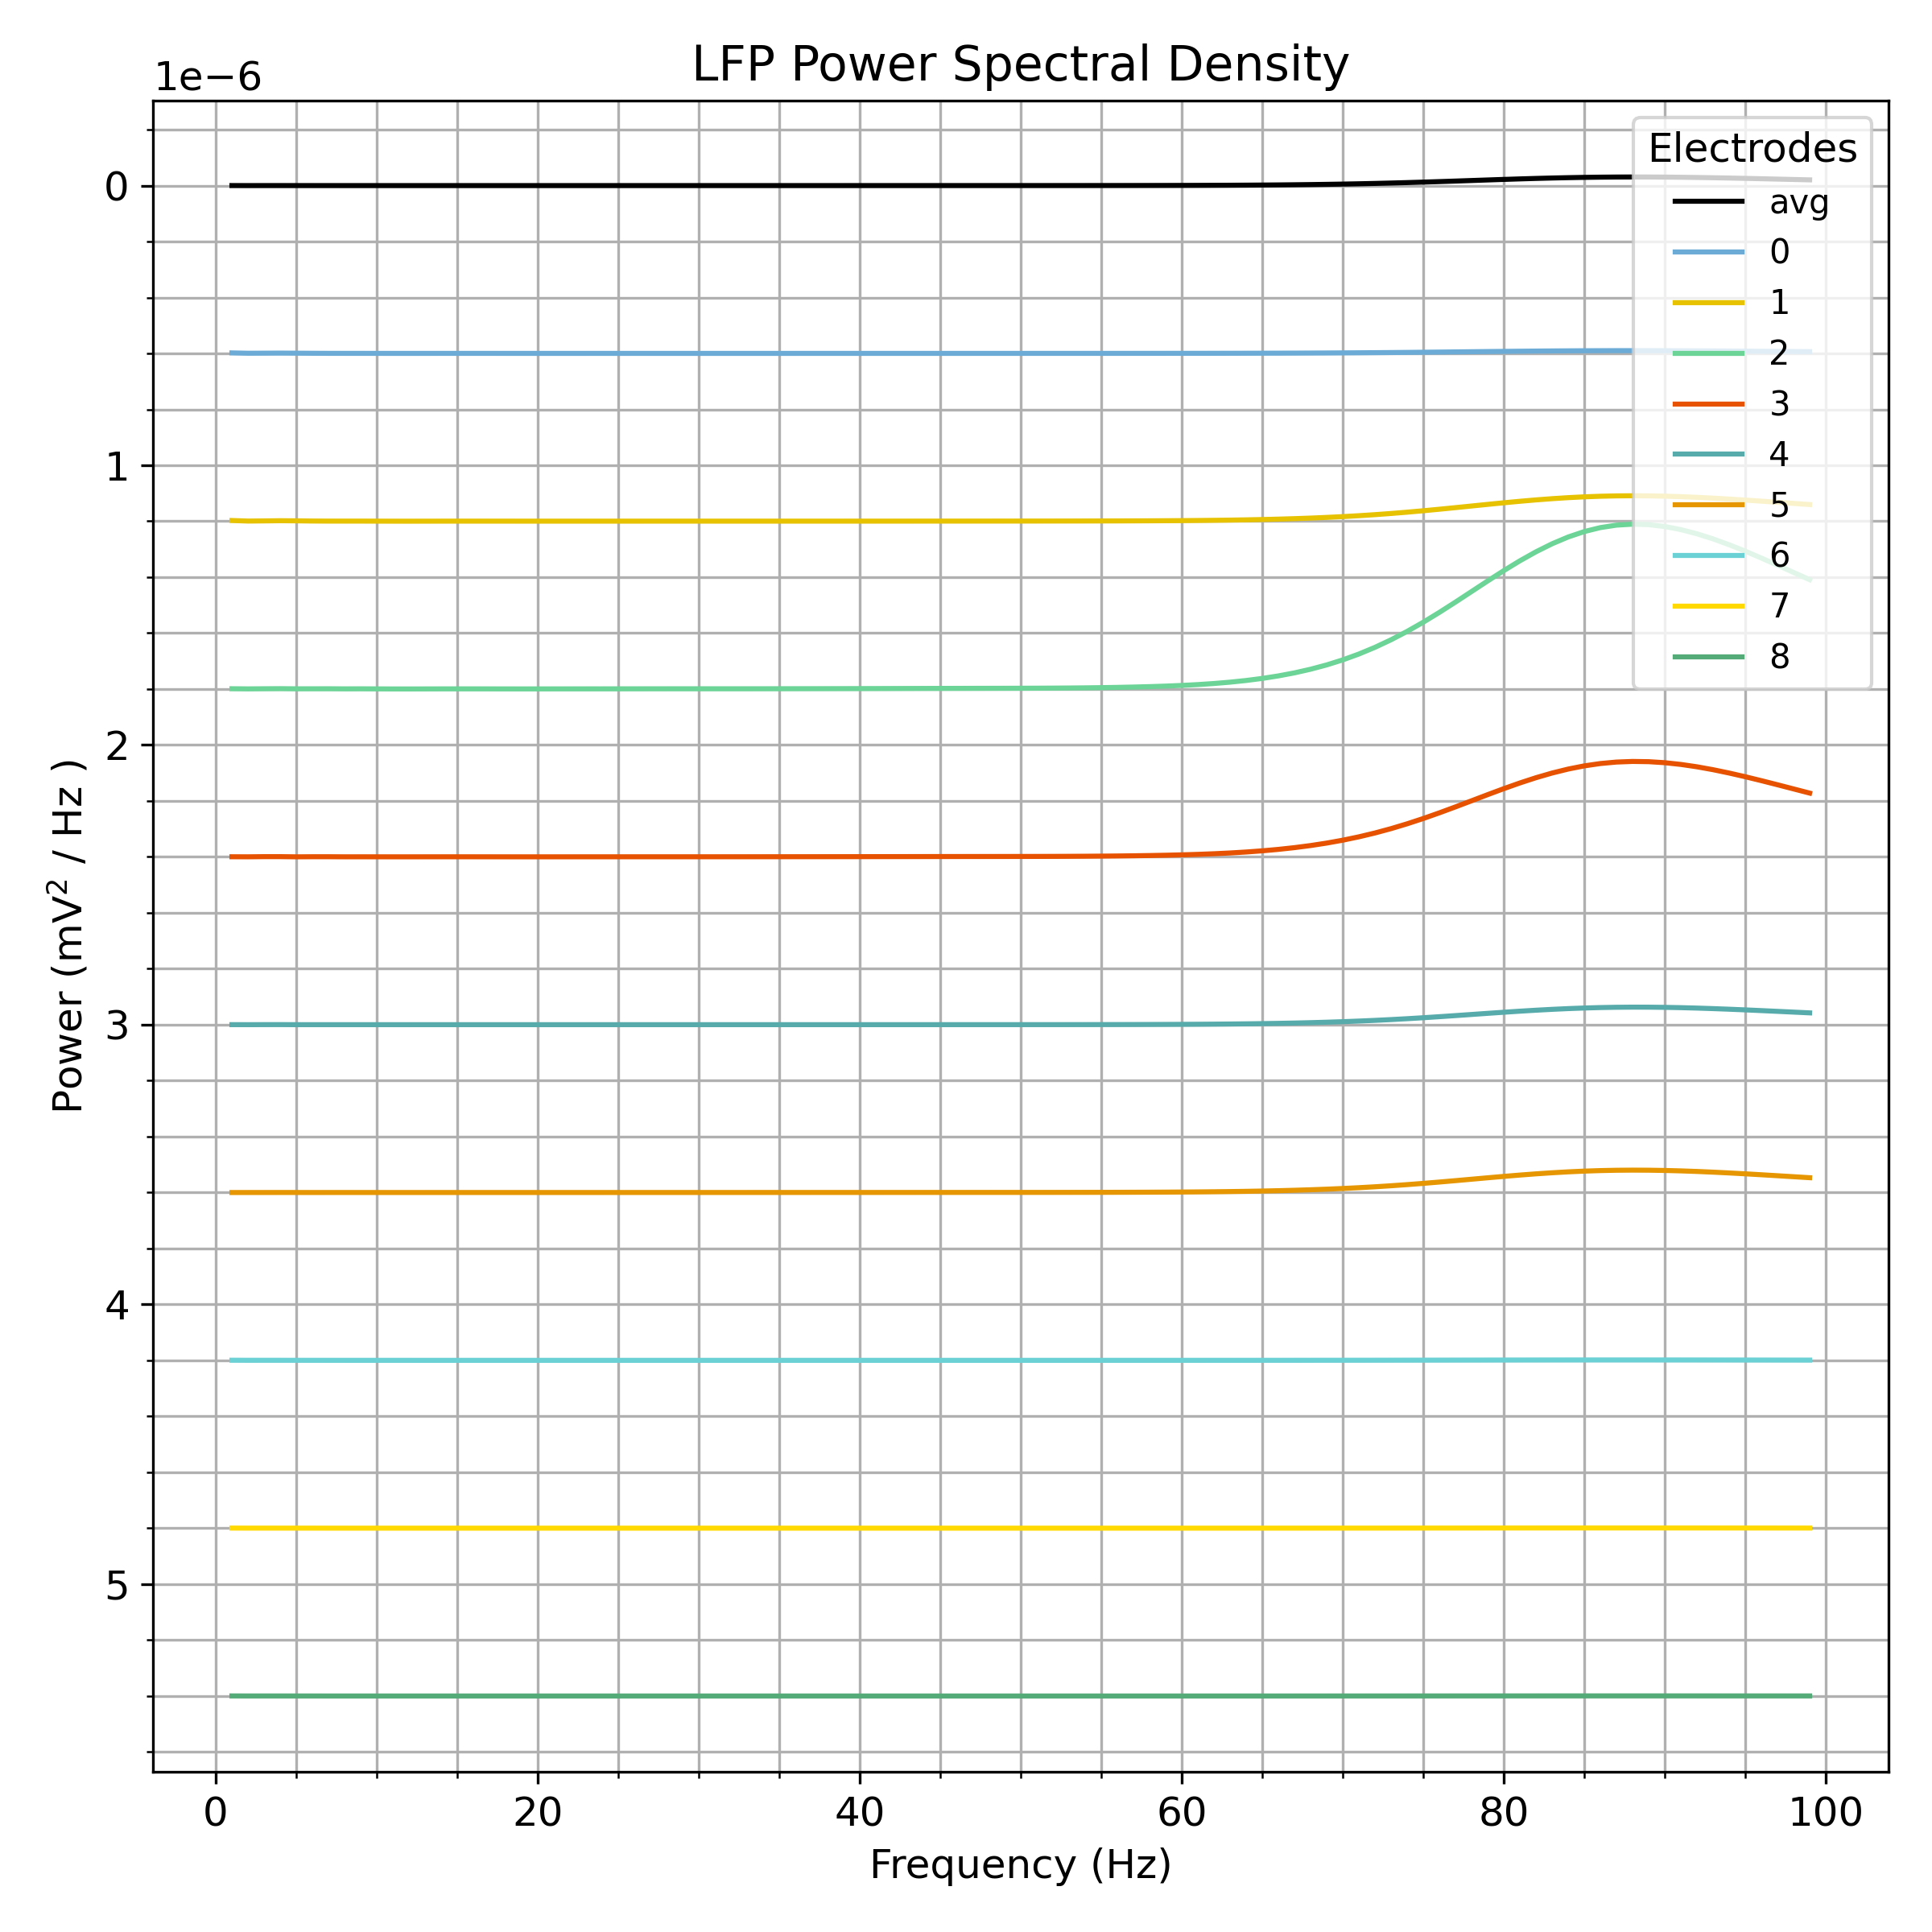 LFP Power Spectral Density
1e−6
Electrodes
avg
0
1
2
3
4
5
6
7
8
0
1
2
3
4
5
Power (mV² / Hz )
0 20 40 60 80 100
Frequency (Hz)